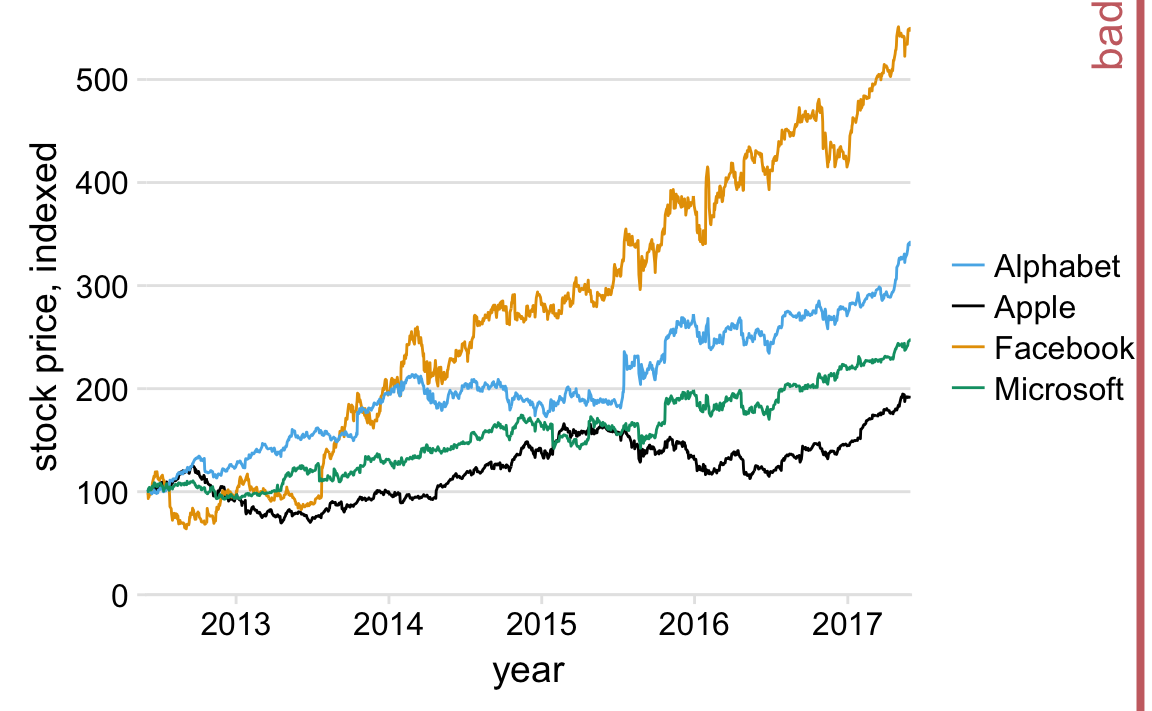 bad
500
400
300
200
100
0
stock price, indexed
Alphabet
Apple
Facebook
Microsoft
2013 2014 2015 2016 2017
year